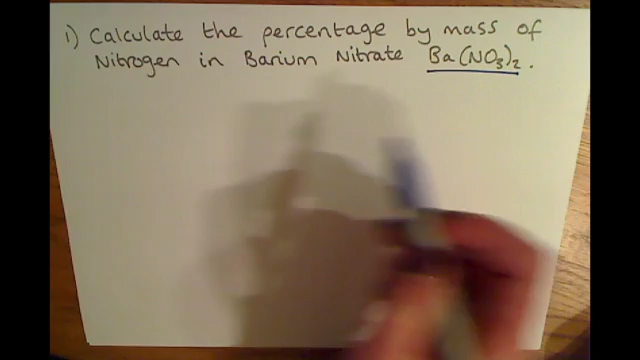 1) Calculate the percentage by mass of
Nitrogen in Barium Nitrate Ba(NO₃)₂.